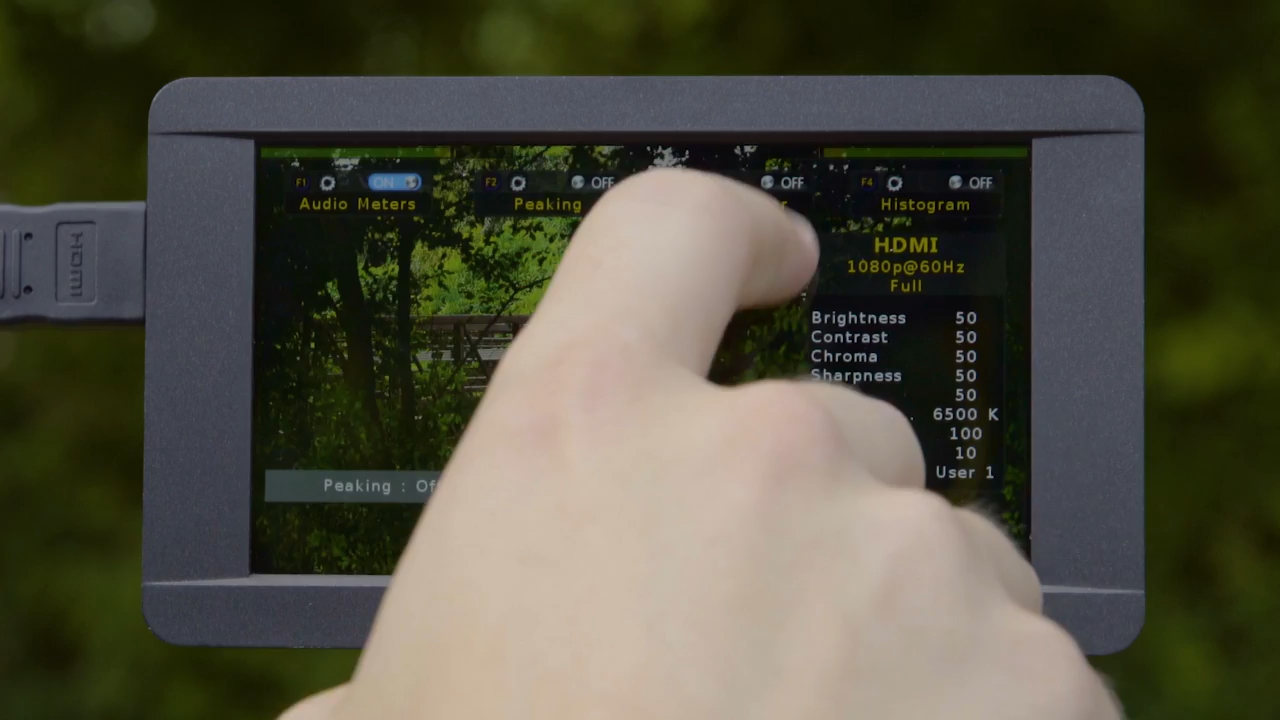 HDMI
F1 ON F2 OFF OFF F4 OFF
Audio Meters Peaking Histogram
HDMI
1080p@60Hz
Full
Brightness 50
Contrast 50
Chroma 50
Sharpness 50
50
6500 K
100
10
User 1
Peaking :